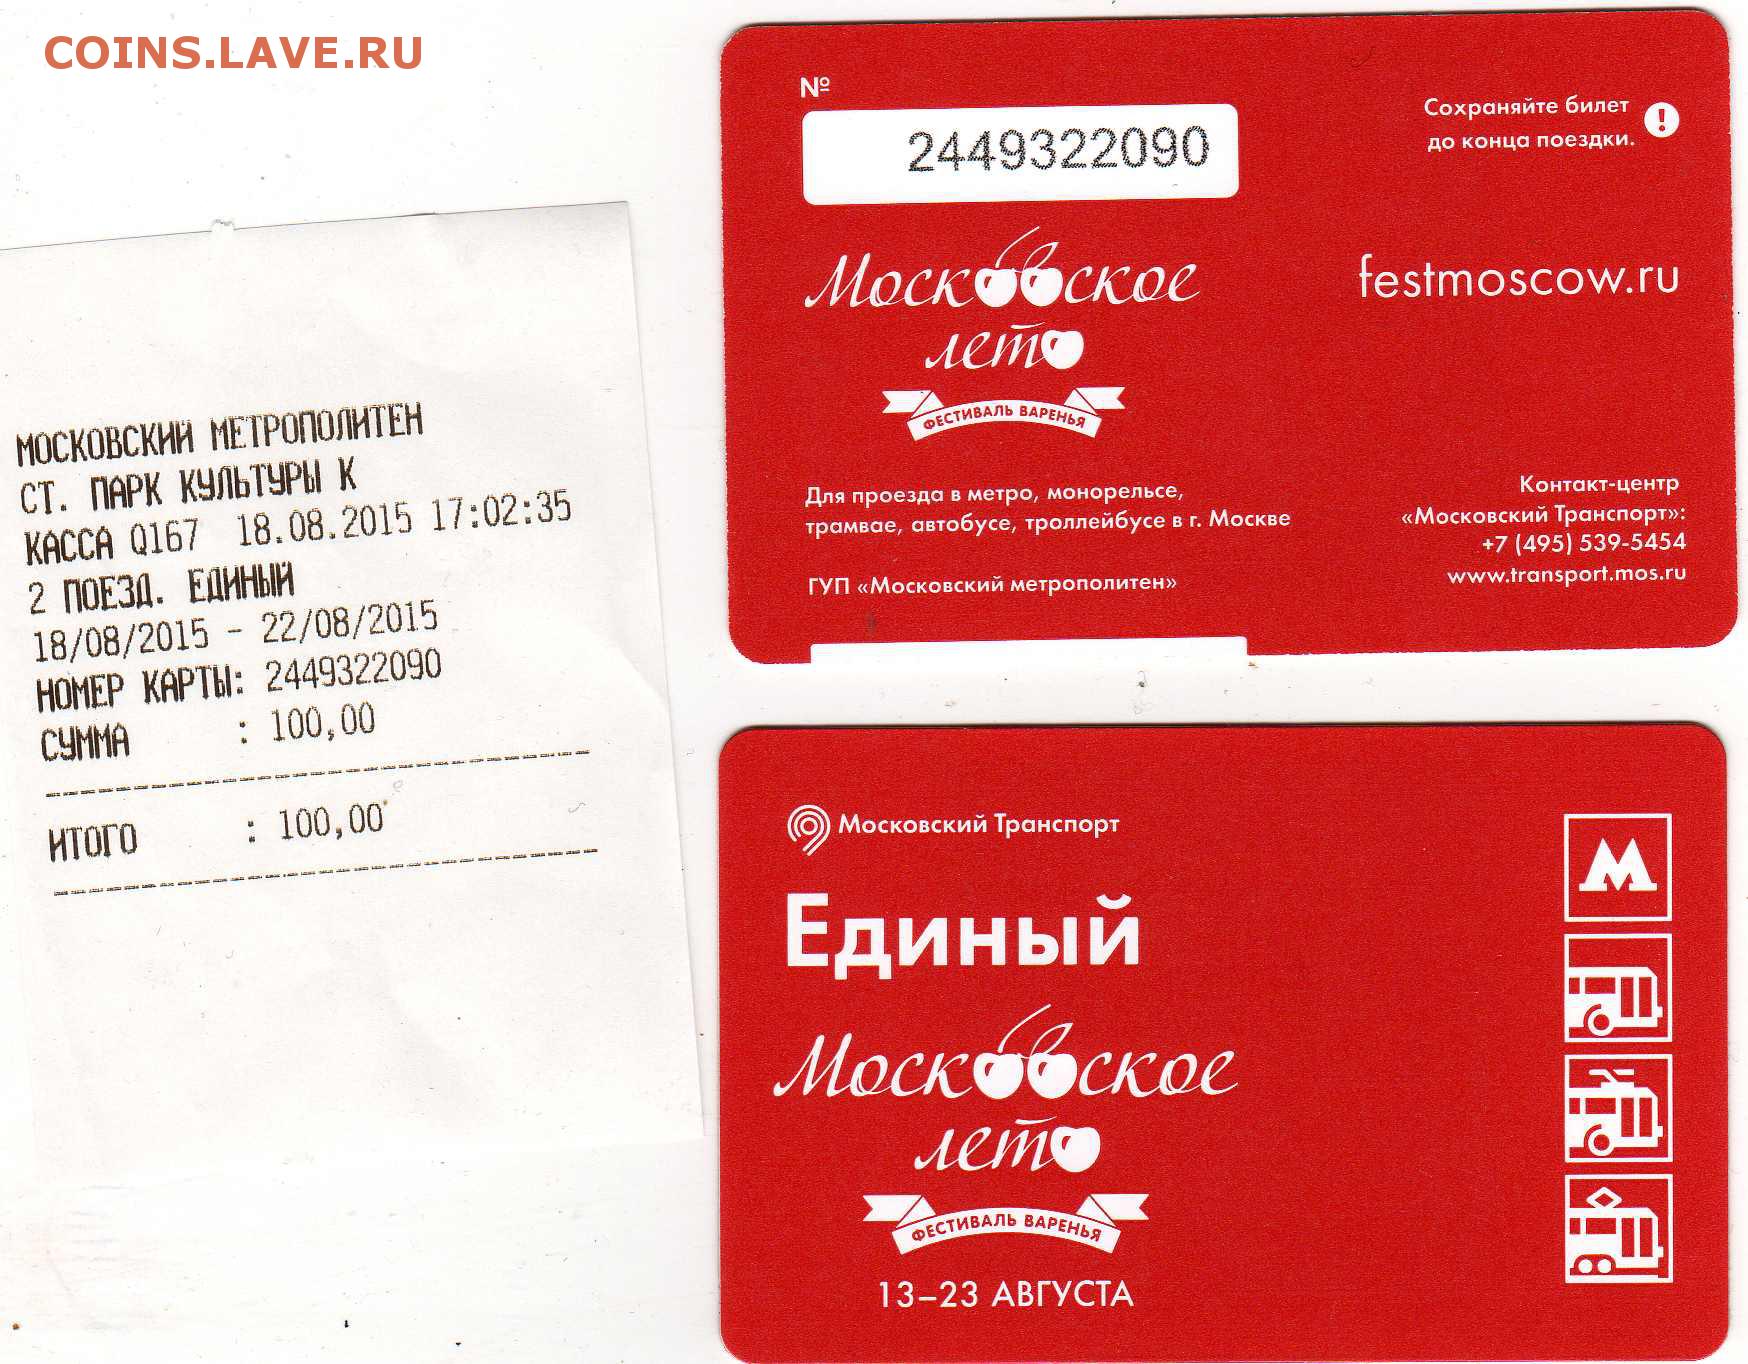 COINS.LAVE.RU
МОСКОВСКИЙ МЕТРОПОЛИТЕН
СТ. ПАРК КУЛЬТУРЫ К
КАССА Q167 18.08.2015 17:02:35
2 ПОЕЗД. ЕДИНЫЙ
18/08/2015 - 22/08/2015
НОМЕР КАРТЫ: 2449322090
СУММА : 100,00
ИТОГО : 100,00
№
2449322090
Сохраняйте билет
до конца поездки.
!
Московское
лето
ФЕСТИВАЛЬ ВАРЕНЬЯ
festmoscow.ru
Для проезда в метро, монорельсе,
трамвае, автобусе, троллейбусе в г. Москве
ГУП «Московский метрополитен»
Контакт-центр
«Московский Транспорт»:
+7 (495) 539-5454
www.transport.mos.ru
Московский Транспорт
Единый
Московское
лето
ФЕСТИВАЛЬ ВАРЕНЬЯ
13–23 АВГУСТА
М